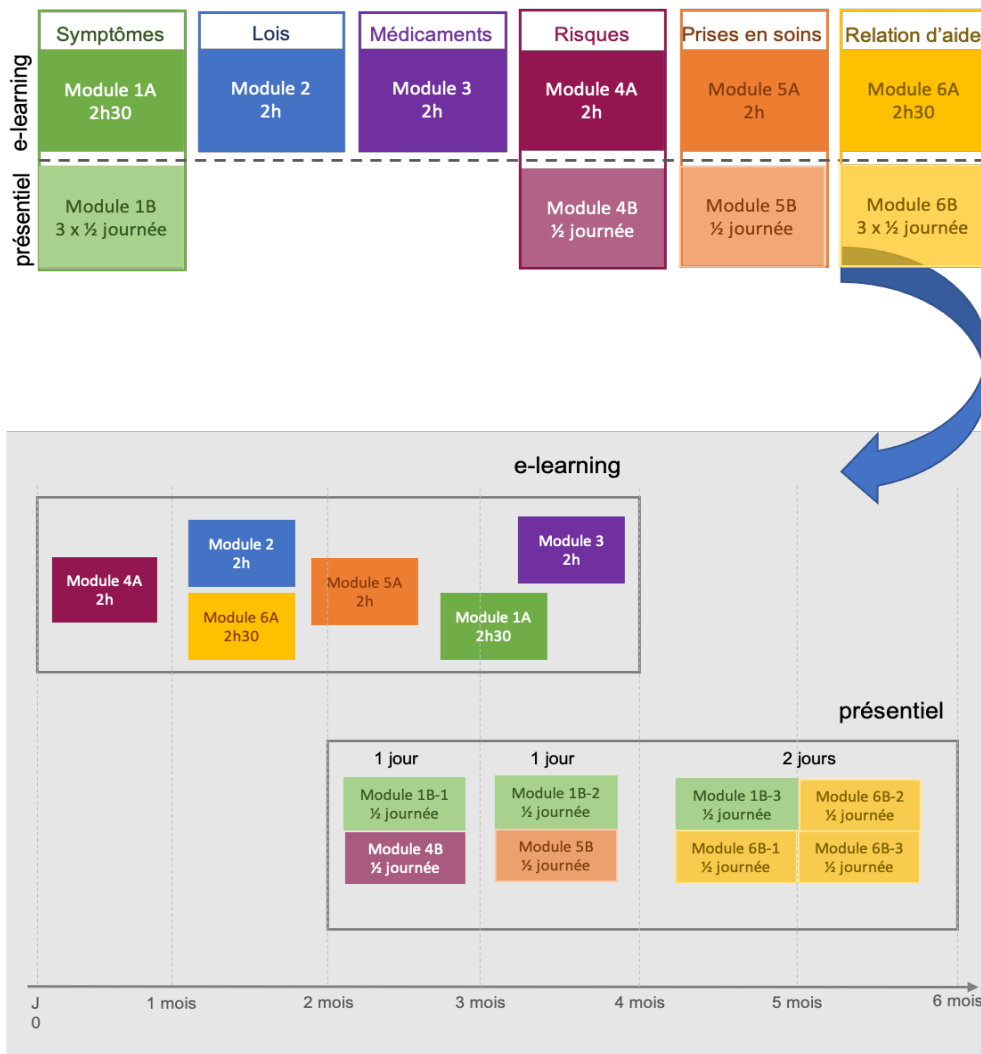 Symptômes
Lois
Médicaments
Risques
Prises en soins
Relation d'aide
e-learning
Module 1A
2h30
Module 2
2h
Module 3
2h
Module 4A
2h
Module 5A
2h
Module 6A
2h30
présentiel
Module 1B
3 x ½ journée
Module 4B
½ journée
Module 5B
½ journée
Module 6B
3 x ½ journée
e-learning
Module 4A
2h
Module 2
2h
Module 6A
2h30
Module 5A
2h
Module 1A
2h30
Module 3
2h
présentiel
1 jour
1 jour
2 jours
Module 1B-1
½ journée
Module 4B
½ journée
Module 1B-2
½ journée
Module 5B
½ journée
Module 1B-3
½ journée
Module 6B-2
½ journée
Module 6B-1
½ journée
Module 6B-3
½ journée
J
0
1 mois
2 mois
3 mois
4 mois
5 mois
6 mois